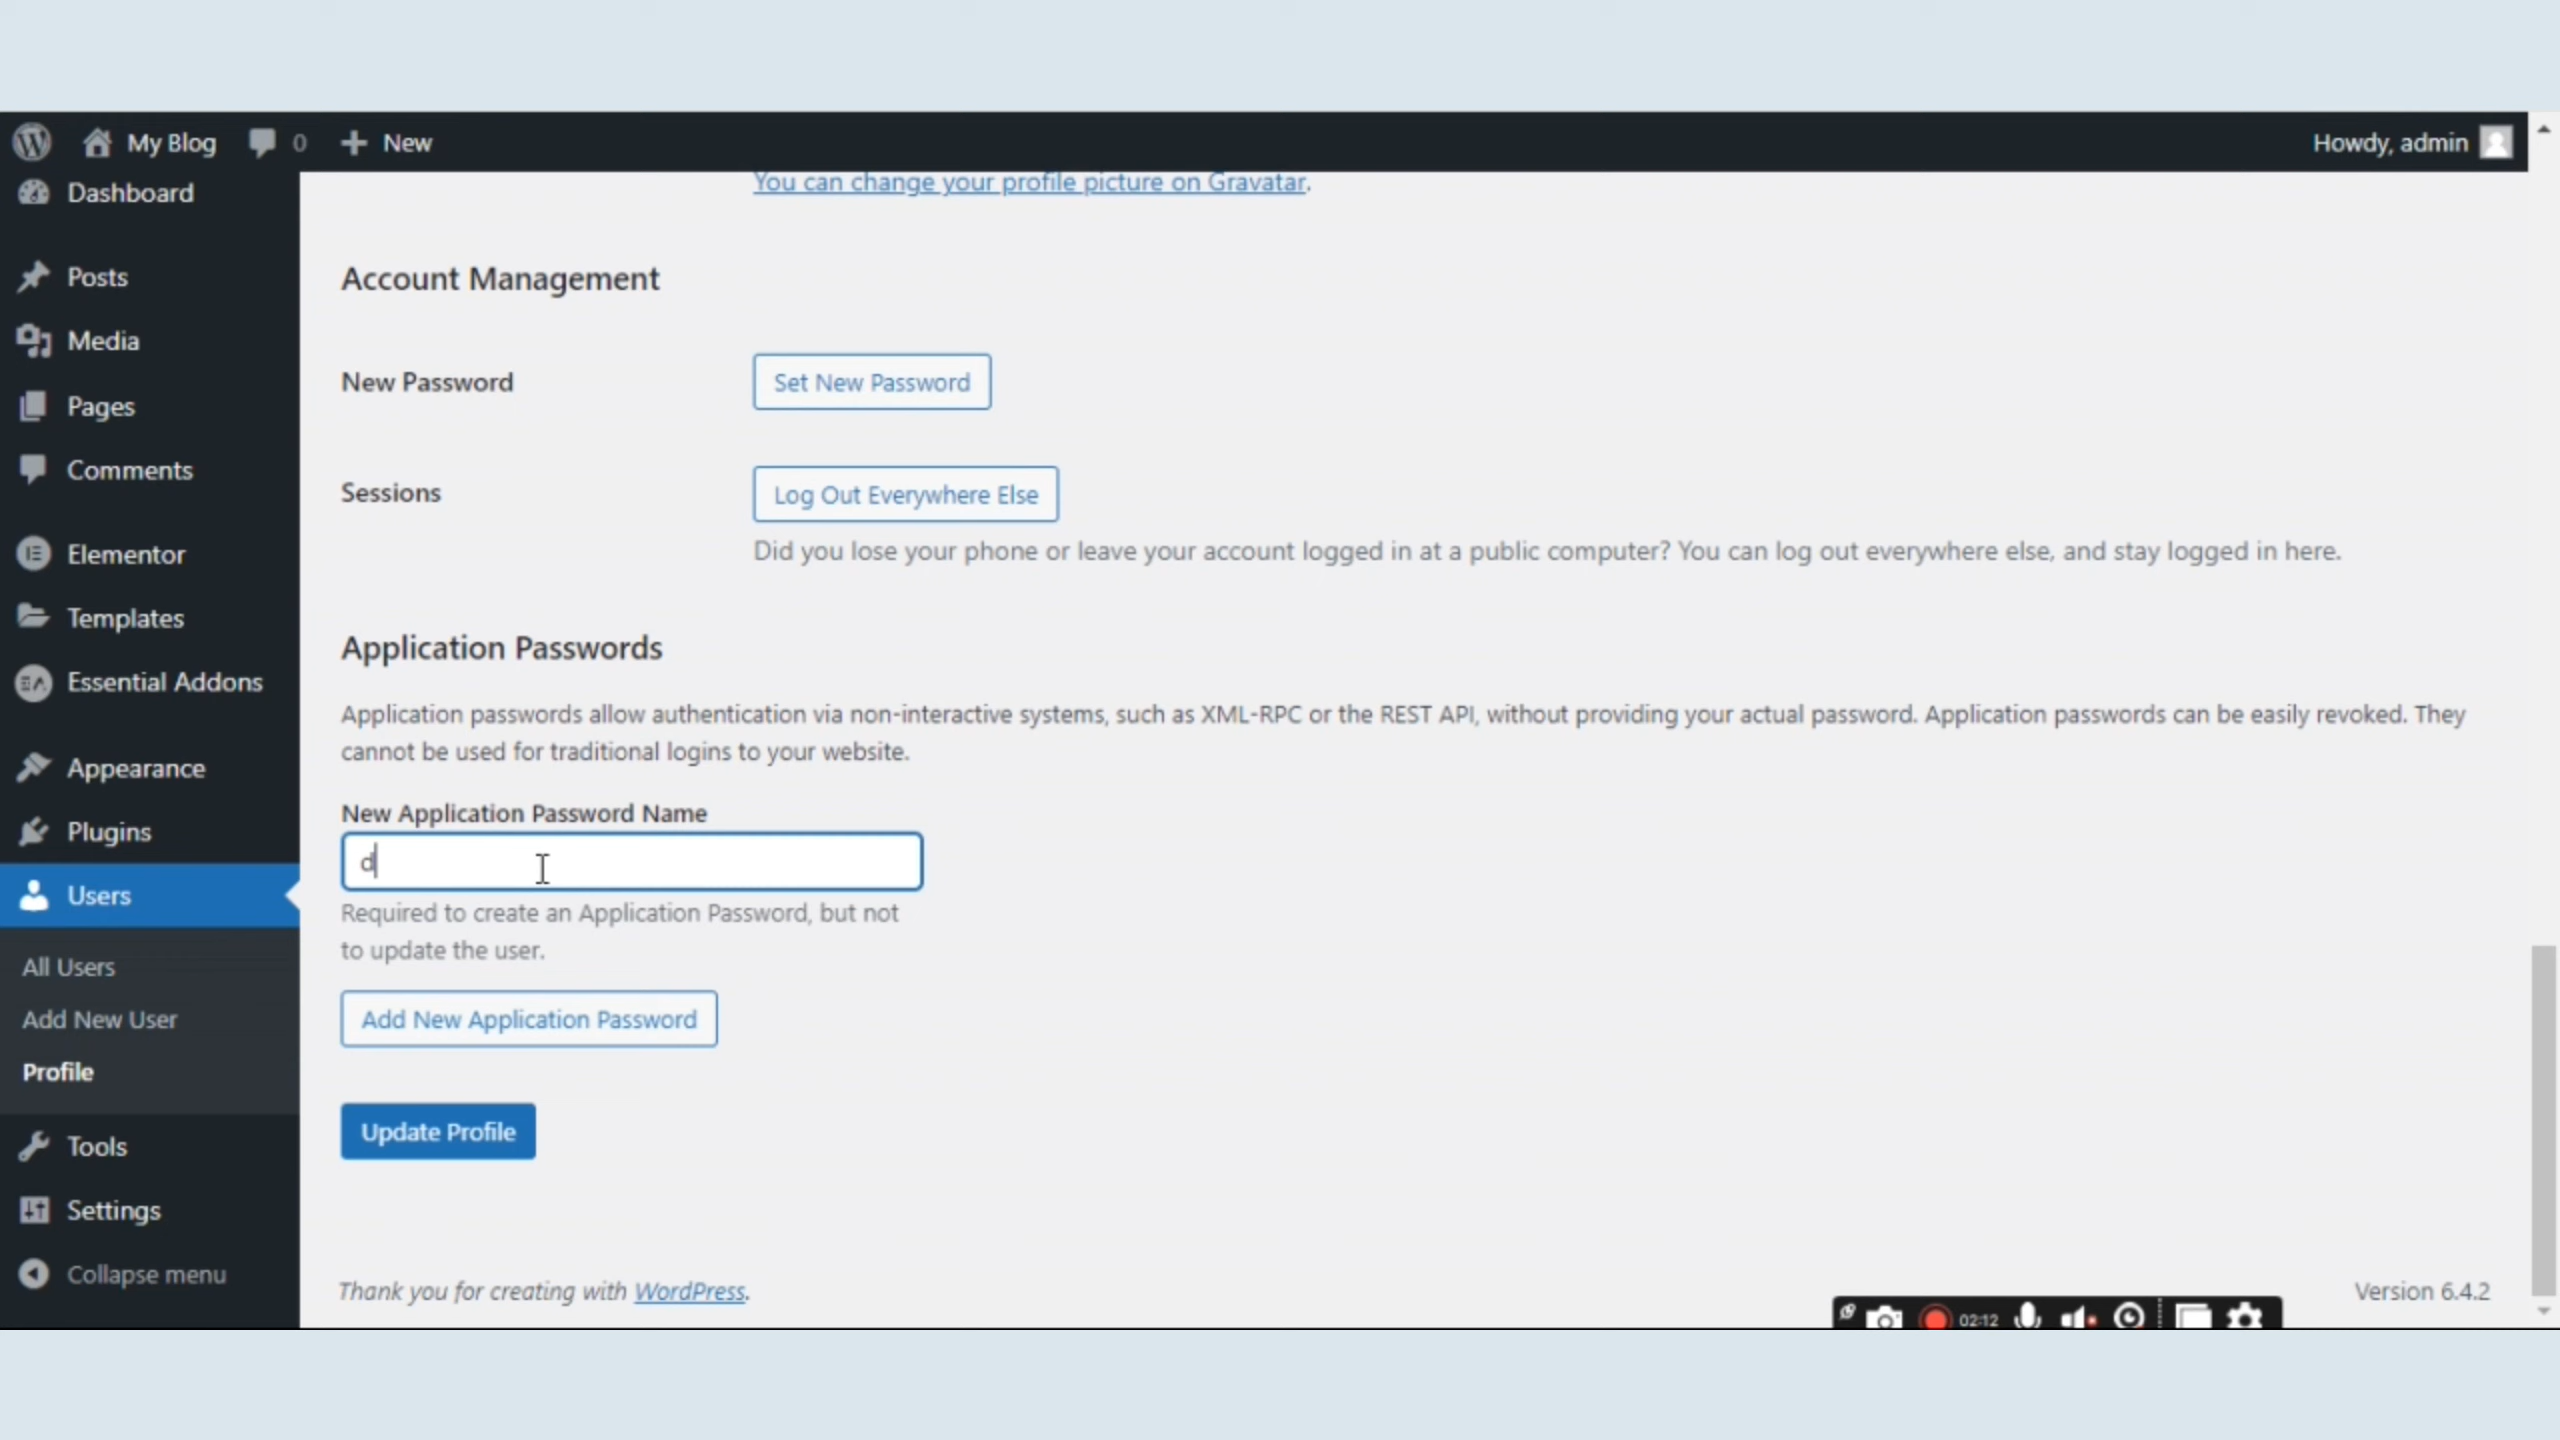 My Blog 0 New Howdy, admin
Dashboard
Posts
Media
Pages
Comments
Elementor
Templates
Essential Addons
Appearance
Plugins
Users
All Users
Add New User
Profile
Tools
Settings
Collapse menu
You can change your profile picture on Gravatar.
Account Management
New Password Set New Password
Sessions Log Out Everywhere Else
Did you lose your phone or leave your account logged in at a public computer? You can log out everywhere else, and stay logged in here.
Application Passwords
Application passwords allow authentication via non-interactive systems, such as XML-RPC or the REST API, without providing your actual password. Application passwords can be easily revoked. They
cannot be used for traditional logins to your website.
New Application Password Name
d
Required to create an Application Password, but not
to update the user.
Add New Application Password
Update Profile
Thank you for creating with WordPress. Version 6.4.2
02:12